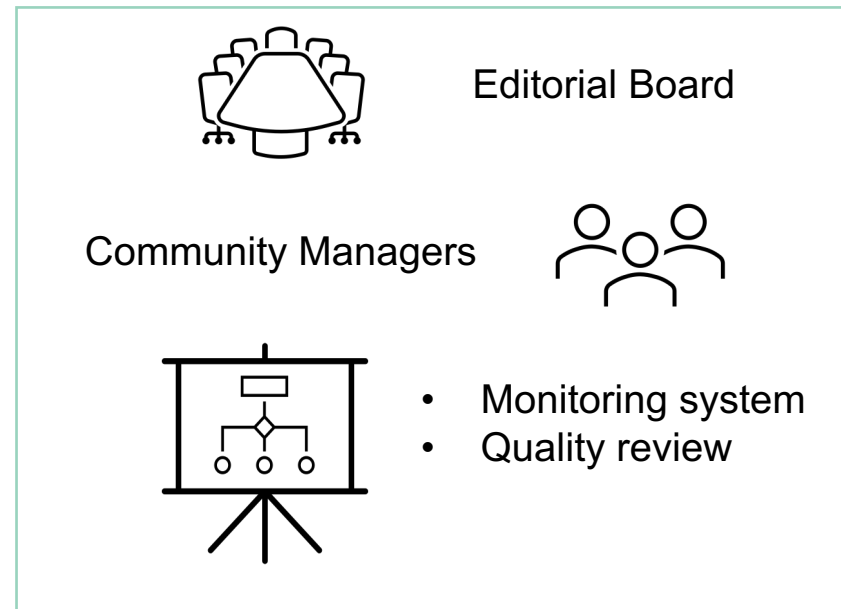 Editorial Board
Community Managers
• Monitoring system
• Quality review